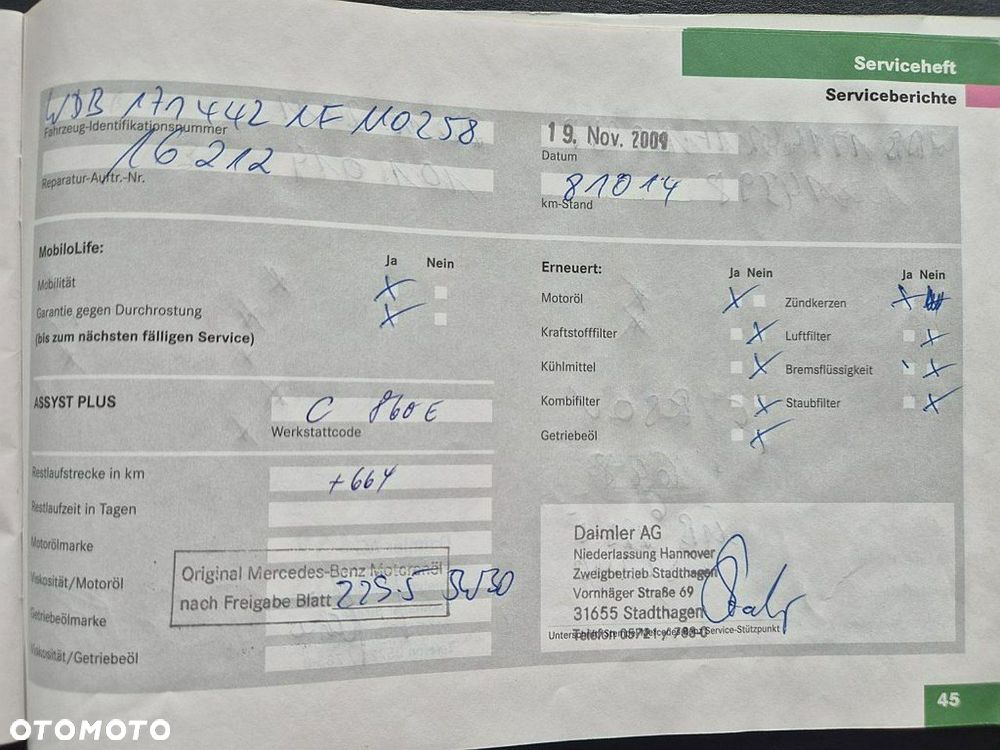 Serviceheft
Serviceberichte
WDB 171442 1F 110258
Fahrzeug-Identifikationsnummer
16212
Reparatur-Auftr.-Nr.
19. Nov. 2009
Datum
81014
km-Stand
MobiloLife:
Ja Nein
Mobilität
Garantie gegen Durchrostung
(bis zum nächsten fälligen Service)
Erneuert:
Ja Nein
Ja Nein
Motoröl
Zündkerzen
Kraftstofffilter
Luftfilter
Kühlmittel
Bremsflüssigkeit
Kombifilter
Staubfilter
Getriebeöl
ASSYST PLUS
C 860E
Werkstattcode
Restlaufstrecke in km
+664
Restlaufzeit in Tagen
Motorölmarke
Viskosität/Motoröl
Getriebeölmarke
Viskosität/Getriebeöl
Original Mercedes-Benz Motorenöl
nach Freigabe Blatt 229.5 5W30
Daimler AG
Niederlassung Hannover
Zweigbetrieb Stadthagen
Vornhäger Straße 69
31655 Stadthagen
45
OTOMOTO